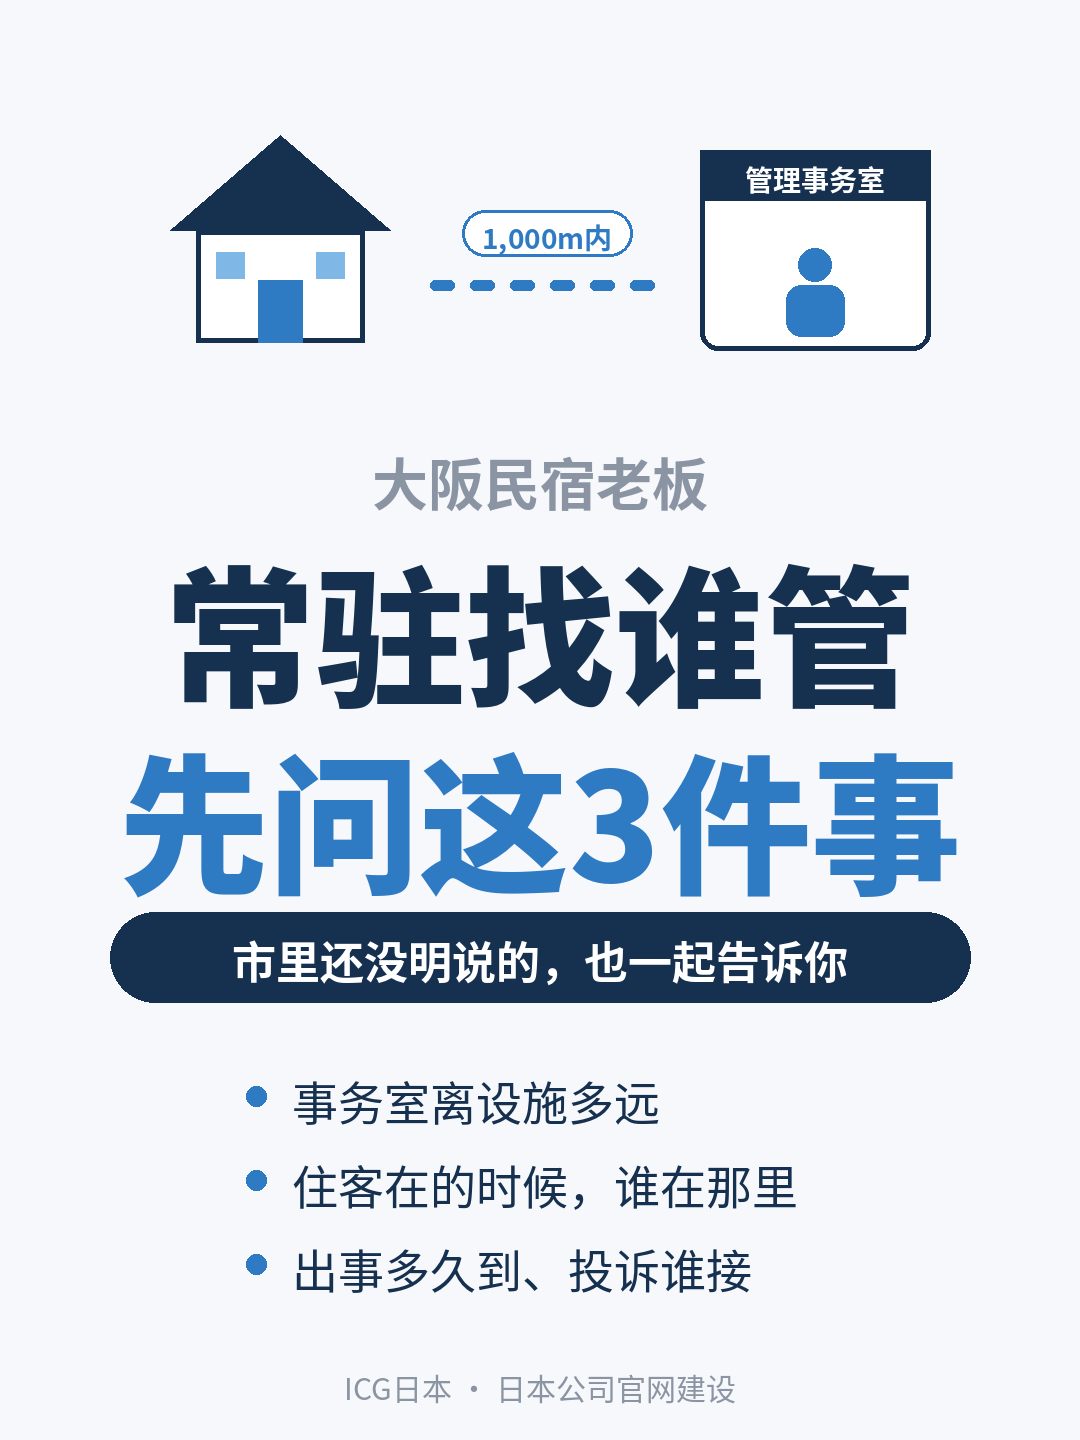 管理事务室
1,000m内
大阪民宿老板
常驻找谁管
先问这3件事
市里还没明说的，也一起告诉你
事务室离设施多远
住客在的时候，谁在那里
出事多久到、投诉谁接
ICG日本 · 日本公司官网建设